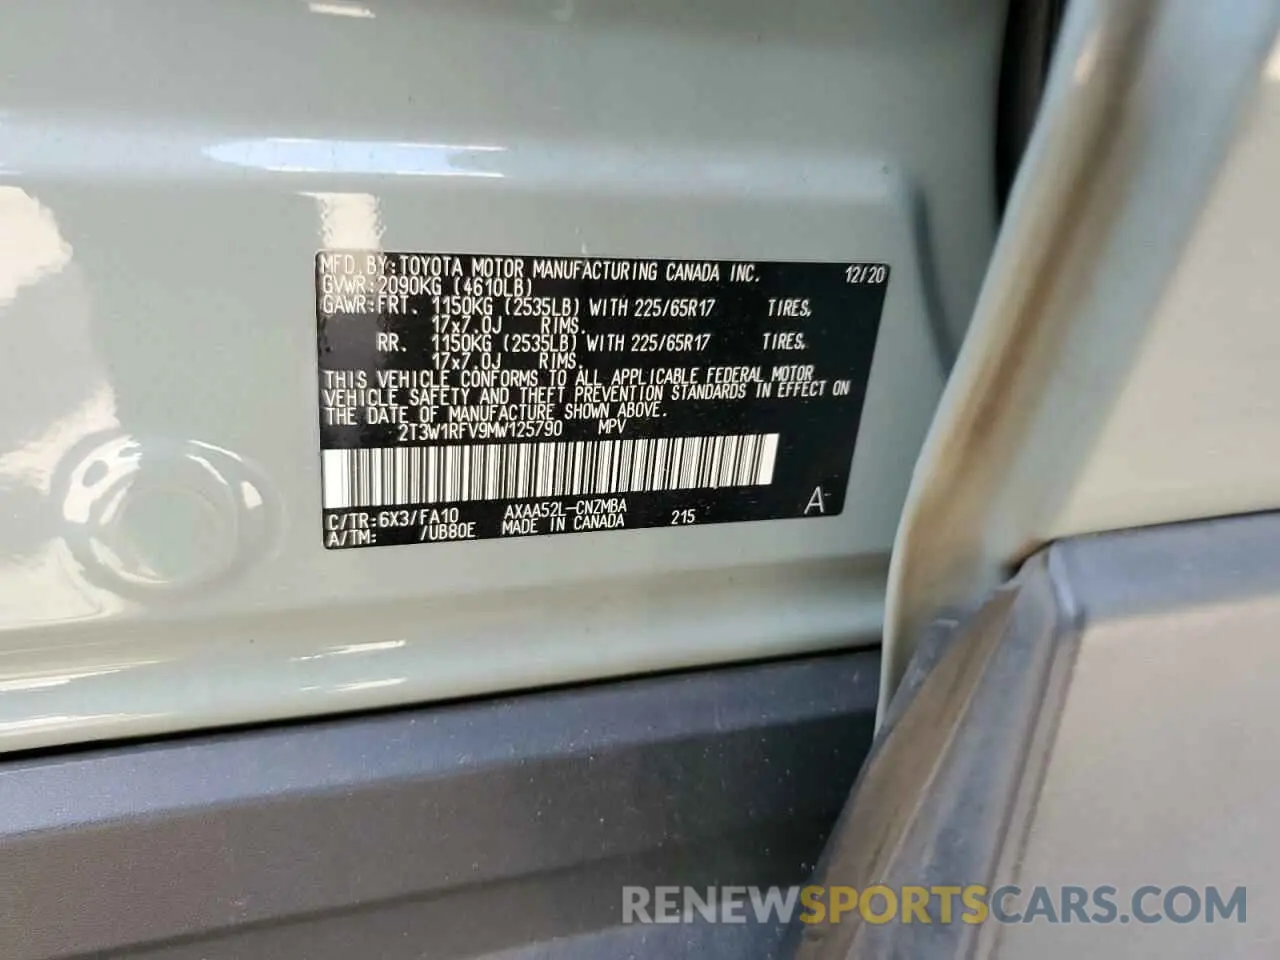 MFD. BY: TOYOTA MOTOR MANUFACTURING CANADA INC. 12/20
GVWR: 2090KG (4610LB)
GAWR: FRT. 1150KG (2535LB) WITH 225/65R17 TIRES,
17x7.0J RIMS.
RR. 1150KG (2535LB) WITH 225/65R17 TIRES,
17x7.0J RIMS.
THIS VEHICLE CONFORMS TO ALL APPLICABLE FEDERAL MOTOR
VEHICLE SAFETY AND THEFT PREVENTION STANDARDS IN EFFECT ON
THE DATE OF MANUFACTURE SHOWN ABOVE.
2T3W1RFV9MW125790 MPV
C/TR: 6X3/FA10 AXAA52L-CNZMBA
A/TM: /UB80E MADE IN CANADA 215 A-
RENEWSPORTSCARS.COM